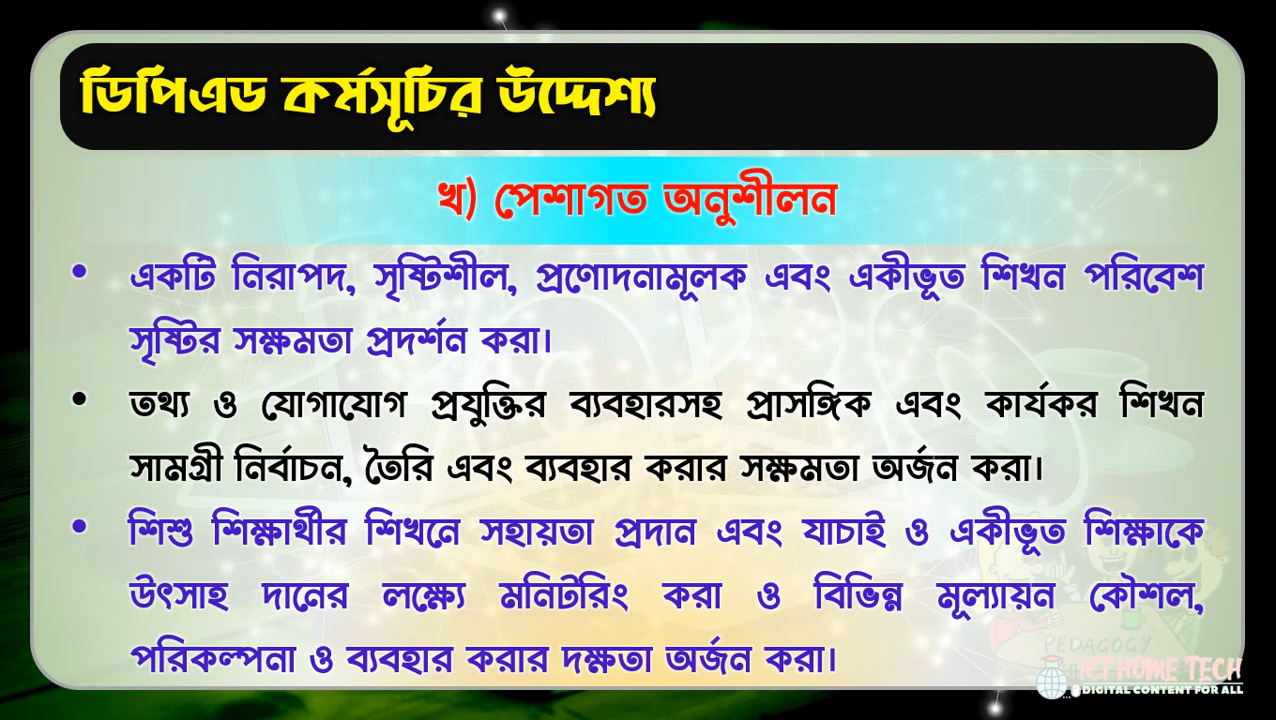 ডিপিএড কর্মসূচির উদ্দেশ্য
খ) পেশাগত অনুশীলন
• একটি নিরাপদ, সৃষ্টিশীল, প্রণোদনামূলক এবং একীভূত শিখন পরিবেশ
সৃষ্টির সক্ষমতা প্রদর্শন করা।
• তথ্য ও যোগাযোগ প্রযুক্তির ব্যবহারসহ প্রাসঙ্গিক এবং কার্যকর শিখন
সামগ্রী নির্বাচন, তৈরি এবং ব্যবহার করার সক্ষমতা অর্জন করা।
• শিশু শিক্ষার্থীর শিখনে সহায়তা প্রদান এবং যাচাই ও একীভূত শিক্ষাকে
উৎসাহ দানের লক্ষ্যে মনিটরিং করা ও বিভিন্ন মূল্যায়ন কৌশল,
পরিকল্পনা ও ব্যবহার করার দক্ষতা অর্জন করা।
PEDAGOGY
ICT HOME TECH
DIGITAL CONTENT FOR ALL